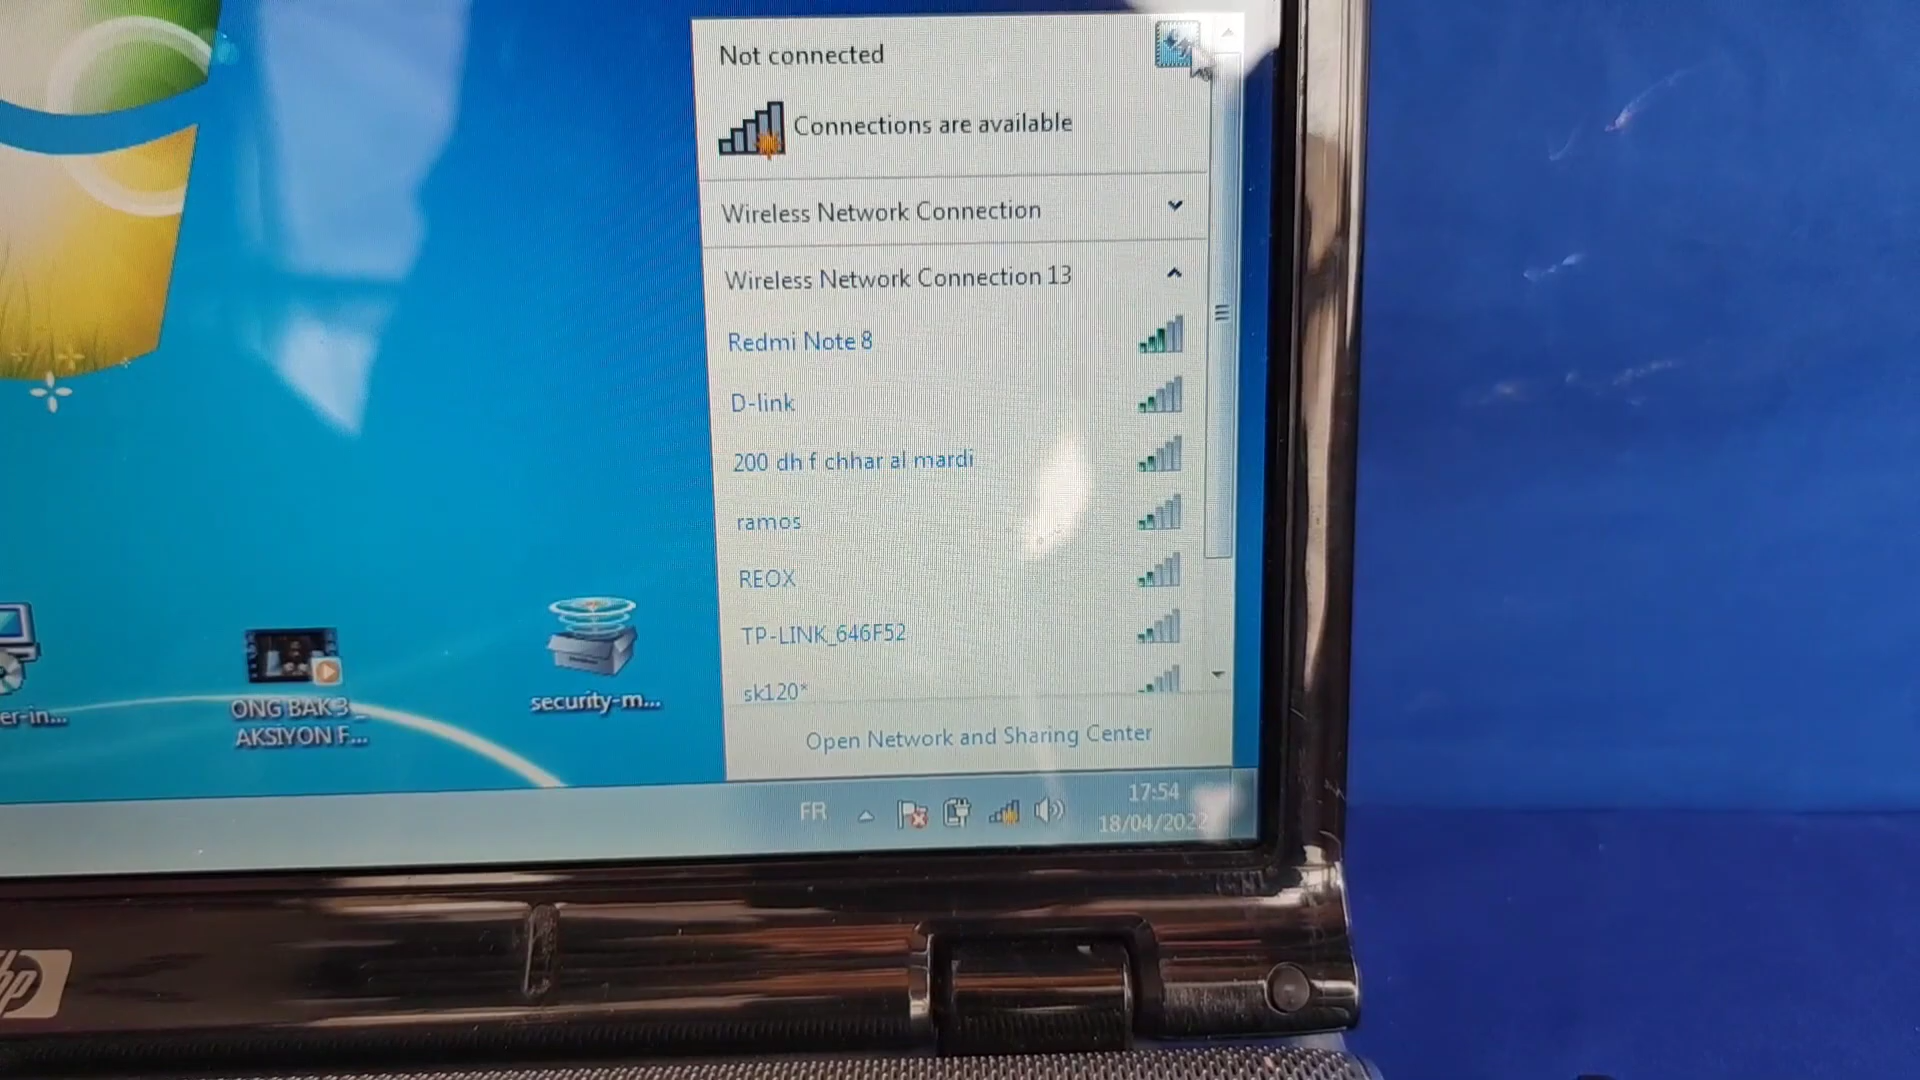 Not connected
Connections are available
Wireless Network Connection
Wireless Network Connection 13
Redmi Note 8
D-link
200 dh f chhar al mardi
ramos
REOX
TP-LINK_646F52
sk120*
Open Network and Sharing Center
er-in...
ONG BAK 3_
AKSIYON F...
security-m...
FR
17:54
18/04/2022
hp